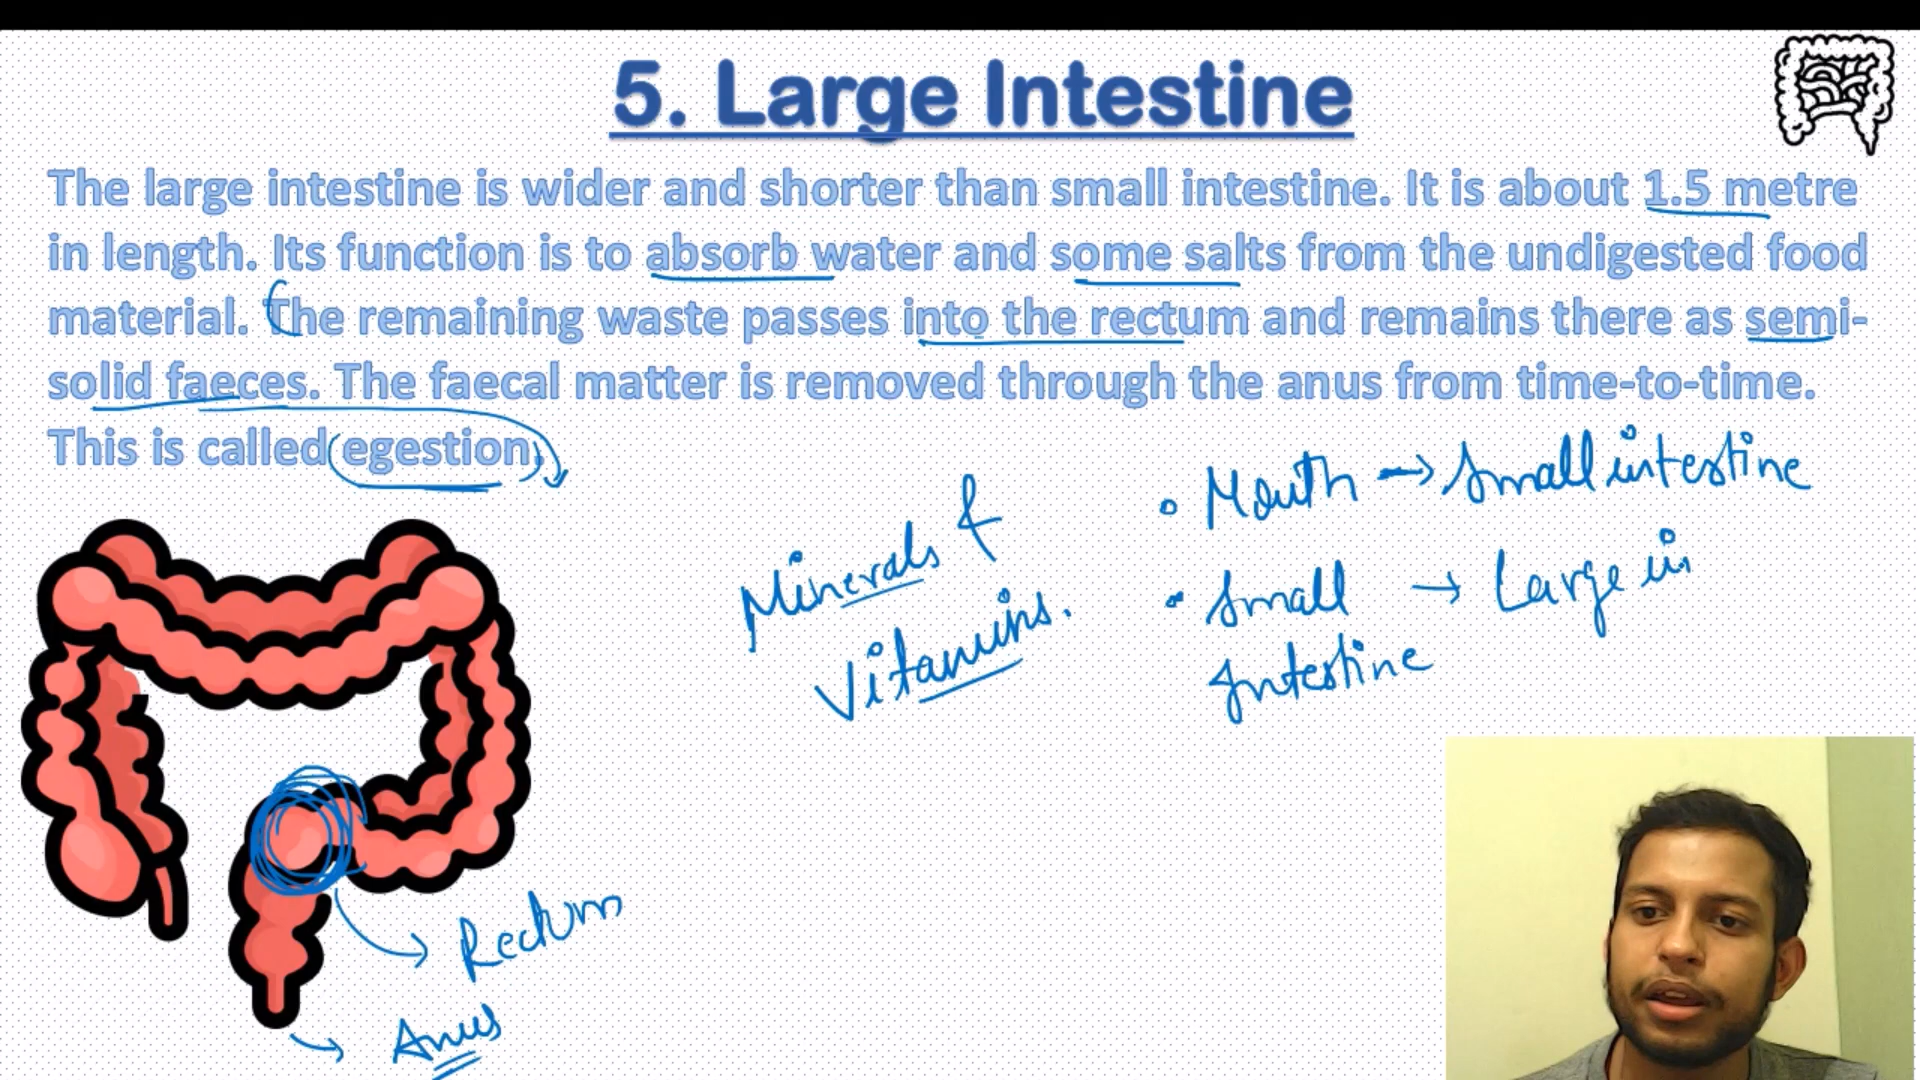 5. Large Intestine
The large intestine is wider and shorter than small intestine. It is about 1.5 metre
in length. Its function is to absorb water and some salts from the undigested food
material. The remaining waste passes into the rectum and remains there as semi-
solid faeces. The faecal matter is removed through the anus from time-to-time.
This is called egestion.
Minerals &
Vitamins.
• Mouth → Small intestine
• Small → Large in
Intestine
Rectum
Anus